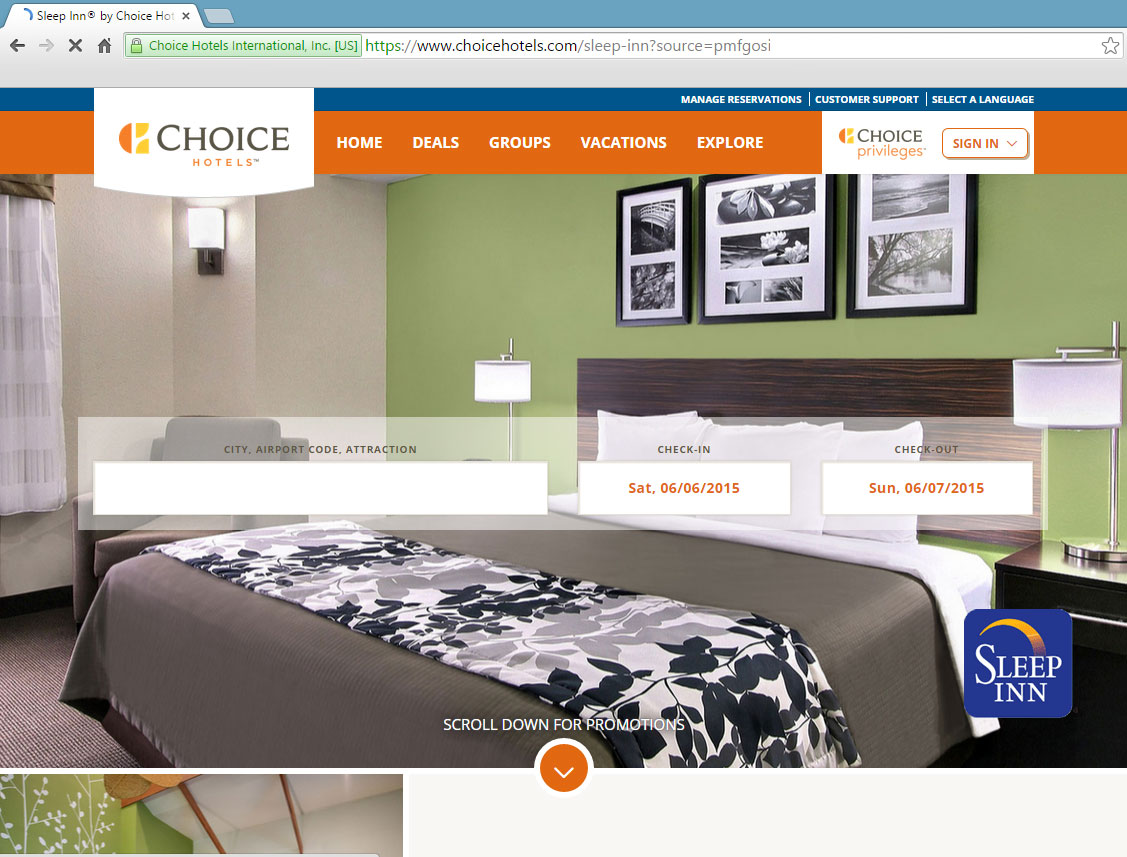 Sleep Inn® by Choice Hot
Choice Hotels International, Inc. [US]
https://www.choicehotels.com/sleep-inn?source=pmfgosi
MANAGE RESERVATIONS
CUSTOMER SUPPORT
SELECT A LANGUAGE
CHOICE
HOTELS™
HOME
DEALS
GROUPS
VACATIONS
EXPLORE
CHOICE
privileges
SIGN IN
CITY, AIRPORT CODE, ATTRACTION
CHECK-IN
CHECK-OUT
Sat, 06/06/2015
Sun, 06/07/2015
SLEEP
INN
SCROLL DOWN FOR PROMOTIONS